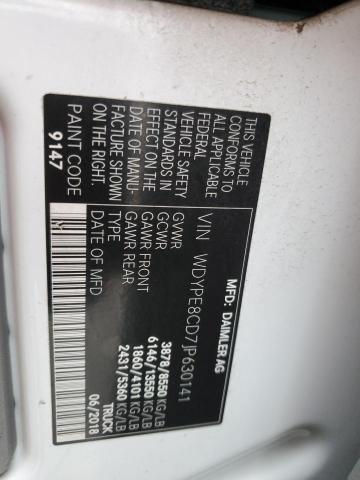 MFD. DAIMLER AG
VIN WDYPE8CD7JP630141
GVWR 3878/8550 KG/LB
GCWR 6146/13550 KG/LB
GAWR FRONT 1860/4101 KG/LB
GAWR REAR 2431/5360 KG/LB
TYPE TRUCK
DATE OF MFD 06/2018
THIS VEHICLE
CONFORMS TO
ALL APPLICABLE
FEDERAL
VEHICLE SAFETY
STANDARDS IN
EFFECT ON THE
DATE OF MANU-
FACTURE SHOWN
ON THE RIGHT.
PAINT CODE
9147